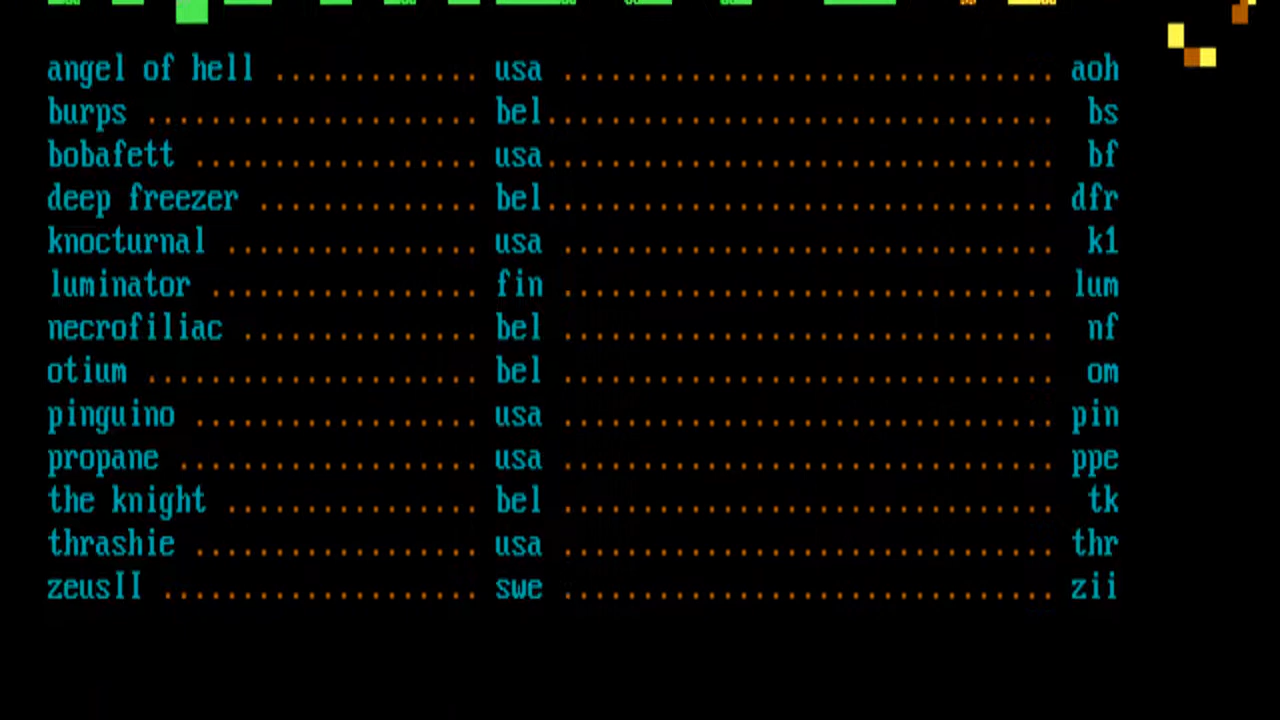 angel of hell ............. usa ............................... aoh
burps ..................... bel................................ bs
bobafett .................. usa................................ bf
deep freezer .............. bel................................ dfr
knocturnal ................ usa ............................... k1
luminator ................. fin ............................... lum
necrofiliac ............... bel ............................... nf
otium ..................... bel ............................... om
pinguino .................. usa ............................... pin
propane ................... usa ............................... ppe
the knight ................ bel ............................... tk
thrashie .................. usa ............................... thr
zeusII .................... swe ............................... zii